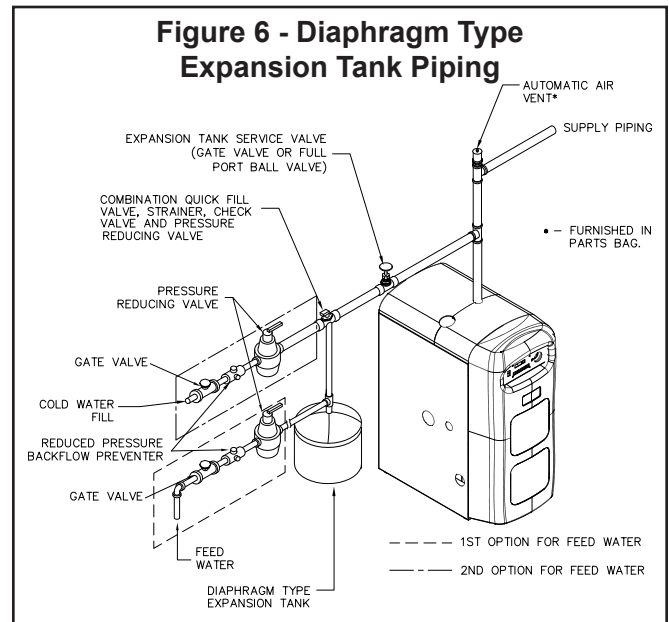 Figure 6 - Diaphragm Type
Expansion Tank Piping
AUTOMATIC AIR
VENT*
SUPPLY PIPING
EXPANSION TANK SERVICE VALVE
(GATE VALVE OR FULL
PORT BALL VALVE)
COMBINATION QUICK FILL
VALVE, STRAINER, CHECK
VALVE AND PRESSURE
REDUCING VALVE
• – FURNISHED IN
PARTS BAG.
PRESSURE
REDUCING VALVE
GATE VALVE
COLD WATER
FILL
REDUCED PRESSURE
BACKFLOW PREVENTER
GATE VALVE
FEED
WATER
DIAPHRAGM TYPE
EXPANSION TANK
1ST OPTION FOR FEED WATER
2ND OPTION FOR FEED WATER